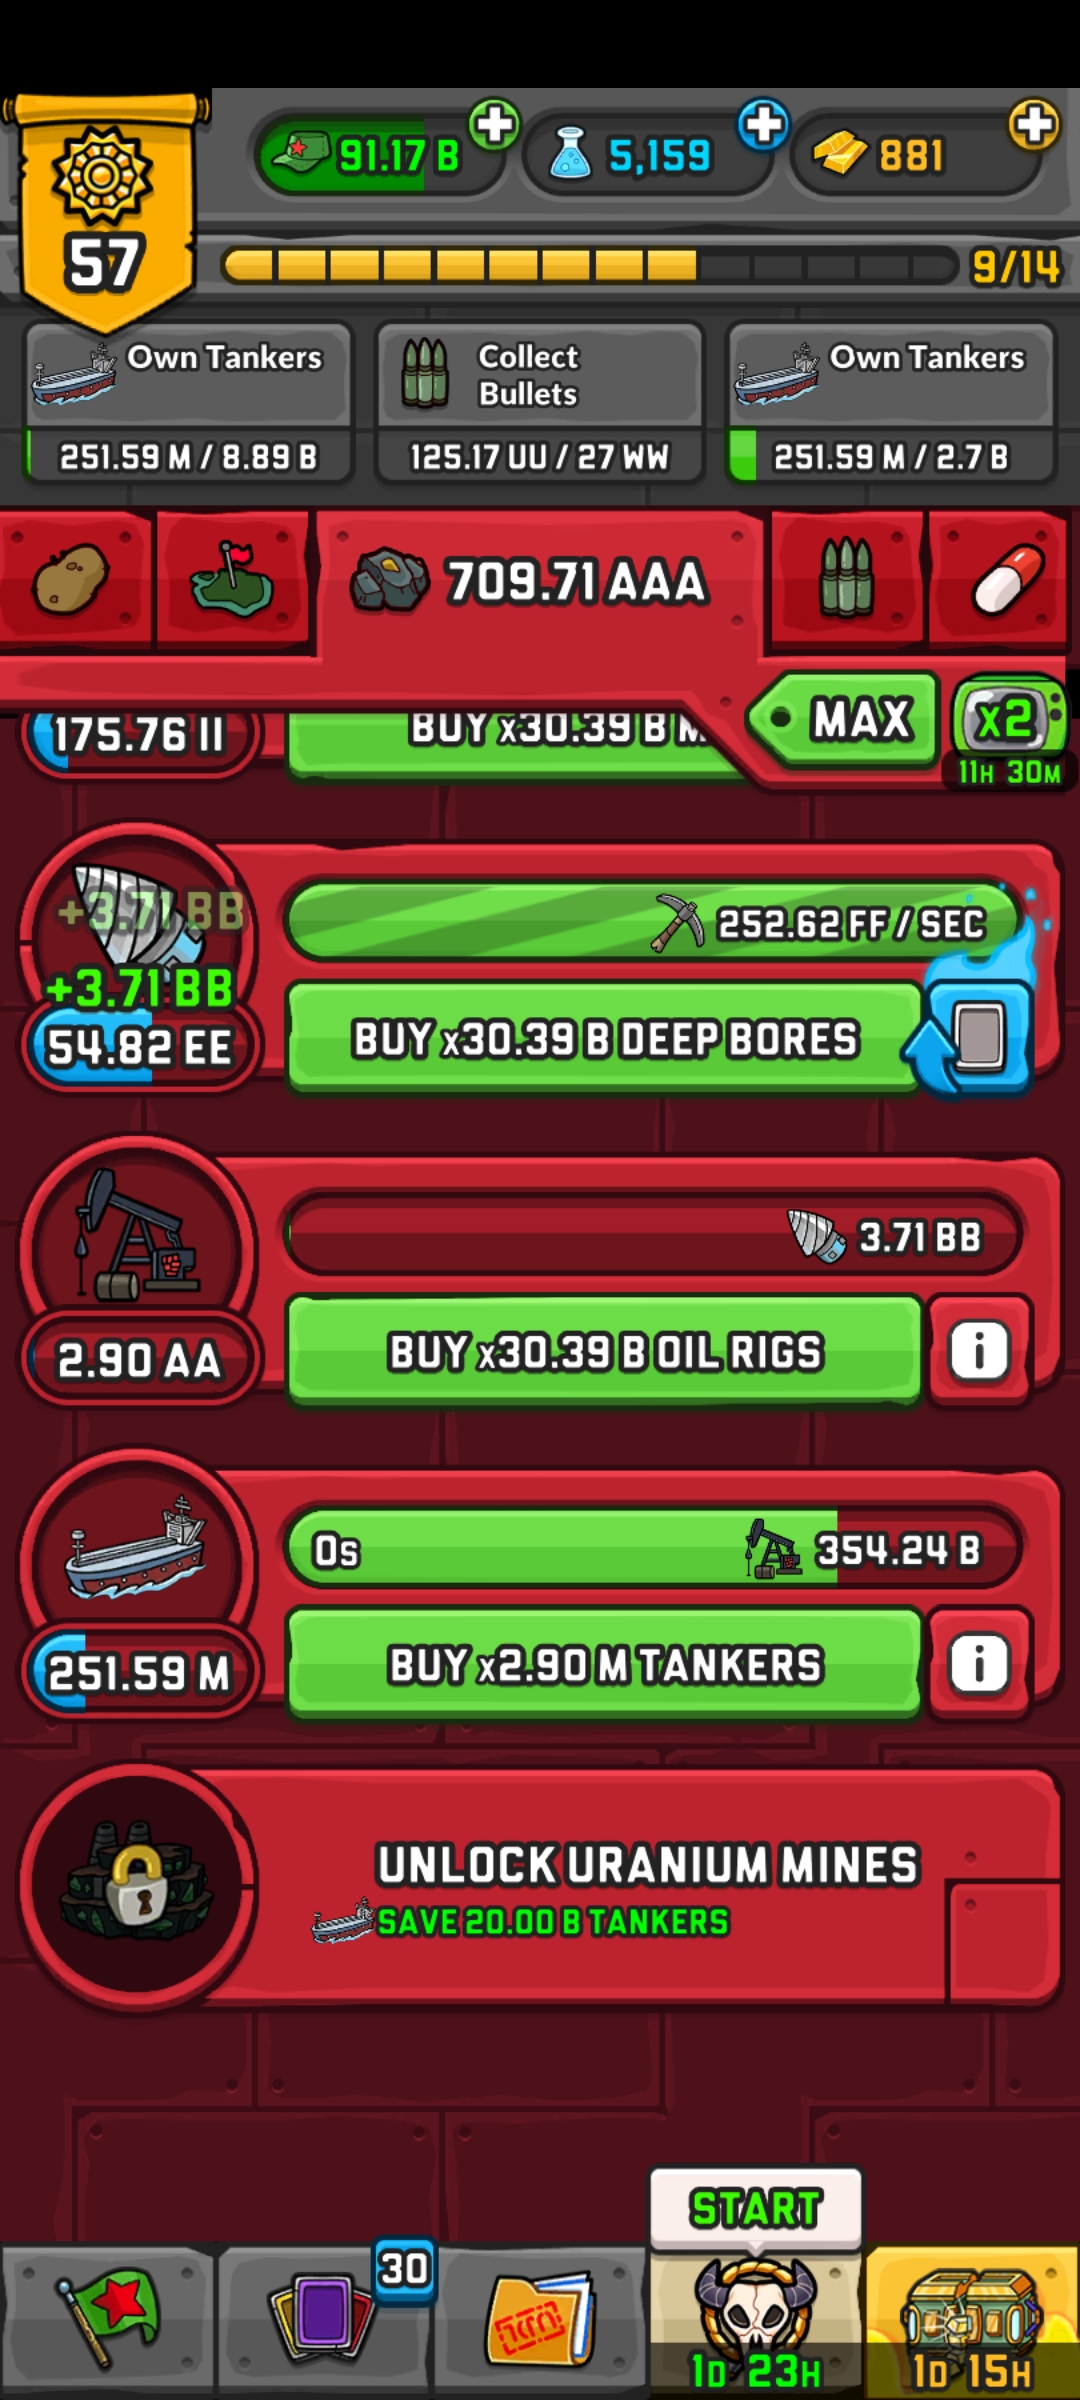 91.17 B
5,159
881
57
9/14
Own Tankers
251.59 M / 8.89 B
Collect
Bullets
125.17 UU / 27 WW
Own Tankers
251.59 M / 2.7 B
709.71 AAA
MAX
x2
11H 30M
175.76 II
BUY x30.39 B M
+3.71 BB
+3.71 BB
54.82 EE
252.62 FF / SEC
BUY x30.39 B DEEP BORES
3.71 BB
2.90 AA
BUY x30.39 B OIL RIGS
i
0s
354.24 B
251.59 M
BUY x2.90 M TANKERS
i
UNLOCK URANIUM MINES
SAVE 20.00 B TANKERS
START
30
1D 23H
1D 15H